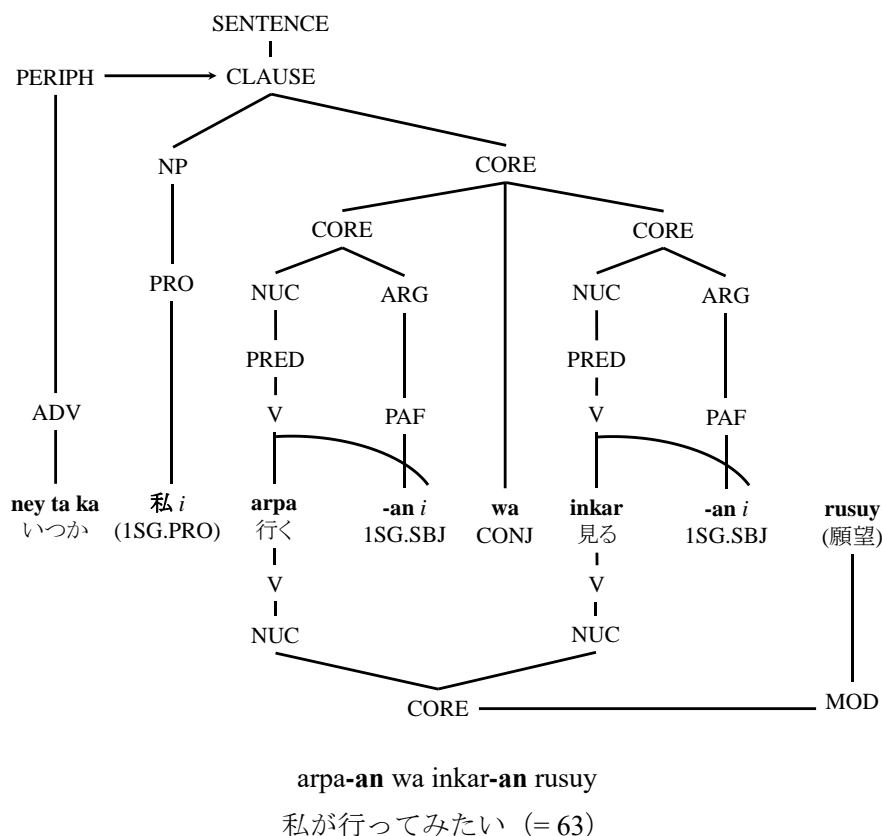 SENTENCE
PERIPH CLAUSE
NP CORE
CORE CORE
PRO NUC ARG NUC ARG
PRED PRED
ADV V PAF V PAF
ney ta ka 私 i arpa -an i wa inkar -an i rusuy
いつか (1SG.PRO) 行く 1SG.SBJ CONJ 見る 1SG.SBJ (願望)
V V
NUC NUC
CORE MOD
arpa-an wa inkar-an rusuy
私が行ってみたい（= 63）